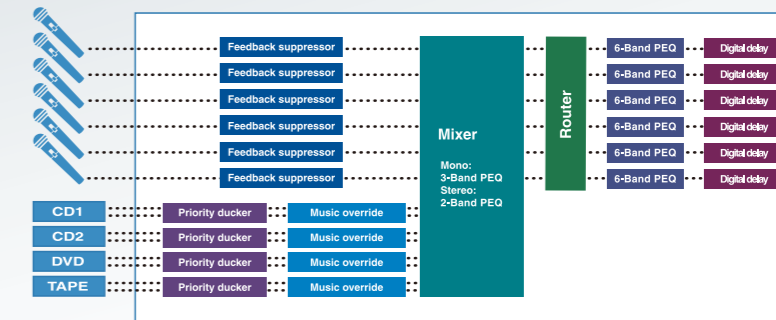 Feedback suppressor
6-Band PEQ
Digital delay
Feedback suppressor
6-Band PEQ
Digital delay
Feedback suppressor
6-Band PEQ
Digital delay
Feedback suppressor
6-Band PEQ
Digital delay
Feedback suppressor
6-Band PEQ
Digital delay
Feedback suppressor
6-Band PEQ
Digital delay
Mixer
Mono:
3-Band PEQ
Stereo:
2-Band PEQ
Router
CD1
Priority ducker
Music override
CD2
Priority ducker
Music override
DVD
Priority ducker
Music override
TAPE
Priority ducker
Music override